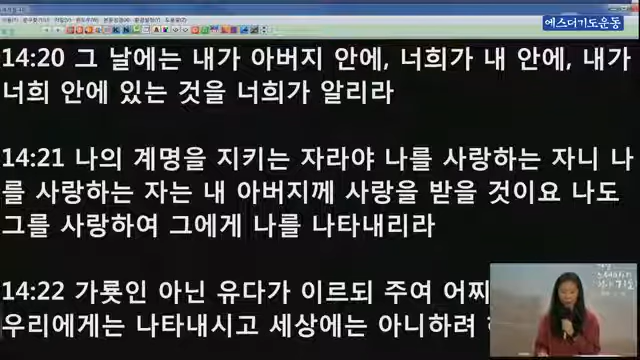 에스더기도운동
14:20 그 날에는 내가 아버지 안에, 너희가 내 안에, 내가
너희 안에 있는 것을 너희가 알리라
14:21 나의 계명을 지키는 자라야 나를 사랑하는 자니 나
를 사랑하는 자는 내 아버지께 사랑을 받을 것이요 나도
그를 사랑하여 그에게 나를 나타내리라
14:22 가룟인 아닌 유다가 이르되 주여 어찌
우리에게는 나타내시고 세상에는 아니하려